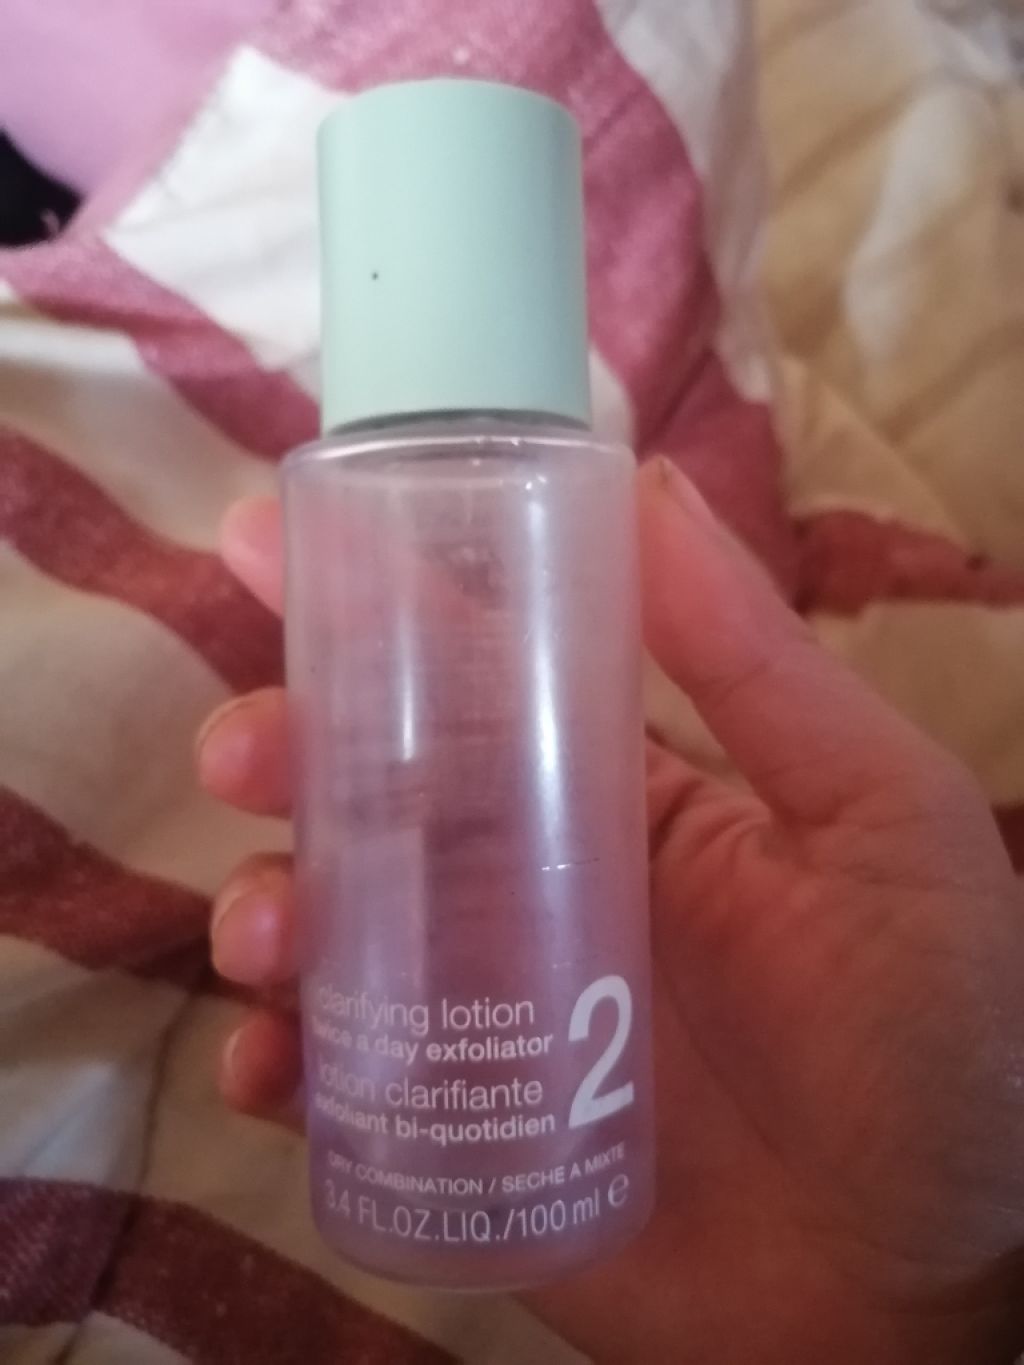 clarifying lotion
twice a day exfoliator
2
lotion clarifiante
exfoliant bi-quotidien
DRY COMBINATION / SECHE A MIXTE
3.4 FL.OZ.LIQ./100 ml ℮